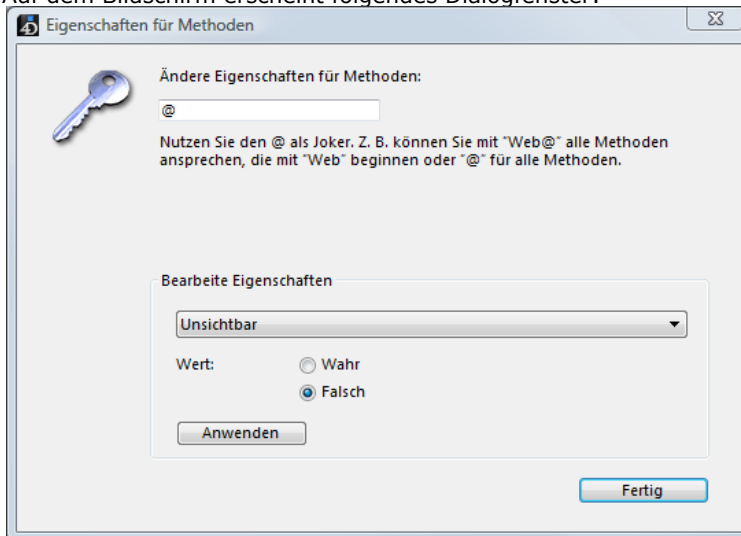 Auf dem Bildschirm erscheint folgendes Dialogfenster:
4D Eigenschaften für Methoden
Ändere Eigenschaften für Methoden:
@
Nutzen Sie den @ als Joker. Z. B. können Sie mit "Web@" alle Methoden
ansprechen, die mit "Web" beginnen oder "@" für alle Methoden.
Bearbeite Eigenschaften
Unsichtbar
Wert:
Wahr
Falsch
Anwenden
Fertig